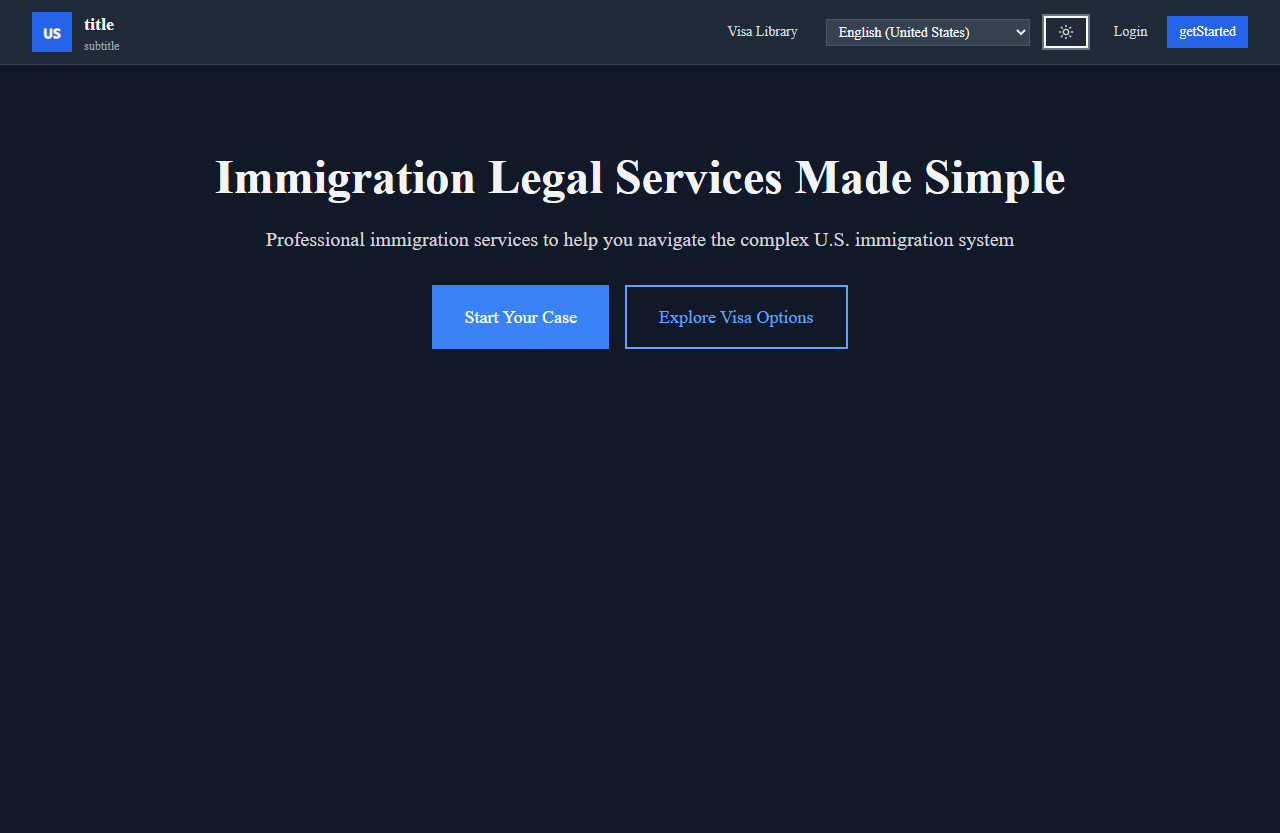 US
title
subtitle
Visa Library
English (United States)
Login
getStarted
Immigration Legal Services Made Simple
Professional immigration services to help you navigate the complex U.S. immigration system
Start Your Case
Explore Visa Options